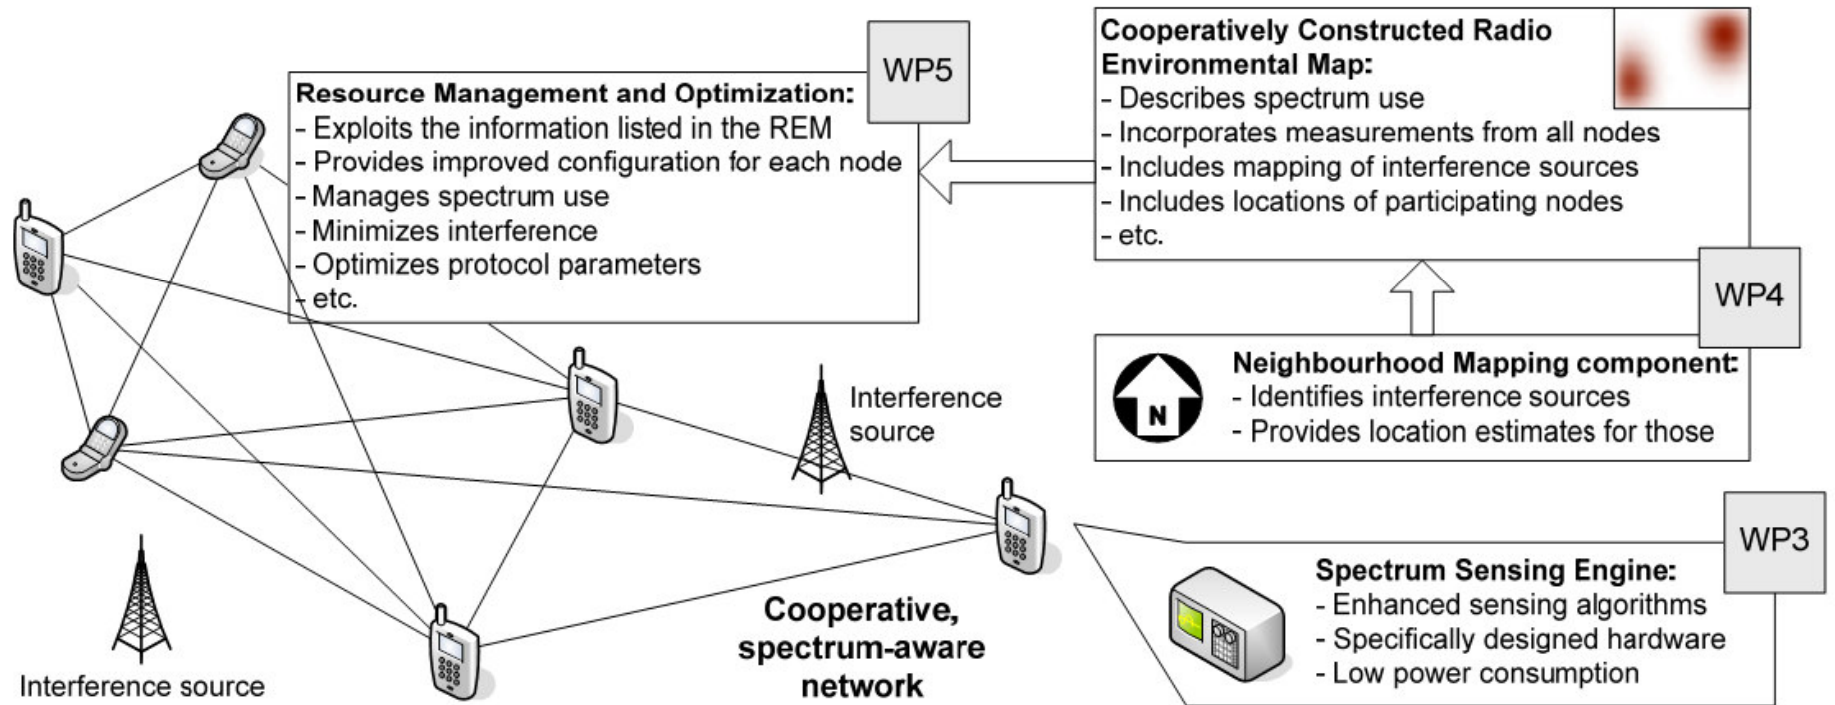 WP5
Resource Management and Optimization:
- Exploits the information listed in the REM
- Provides improved configuration for each node
- Manages spectrum use
- Minimizes interference
- Optimizes protocol parameters
- etc.
Cooperatively Constructed Radio
Environmental Map:
- Describes spectrum use
- Incorporates measurements from all nodes
- Includes mapping of interference sources
- Includes locations of participating nodes
- etc.
WP4
Neighbourhood Mapping component:
- Identifies interference sources
- Provides location estimates for those
N
Interference
source
WP3
Spectrum Sensing Engine:
- Enhanced sensing algorithms
- Specifically designed hardware
- Low power consumption
Cooperative,
spectrum-aware
network
Interference source